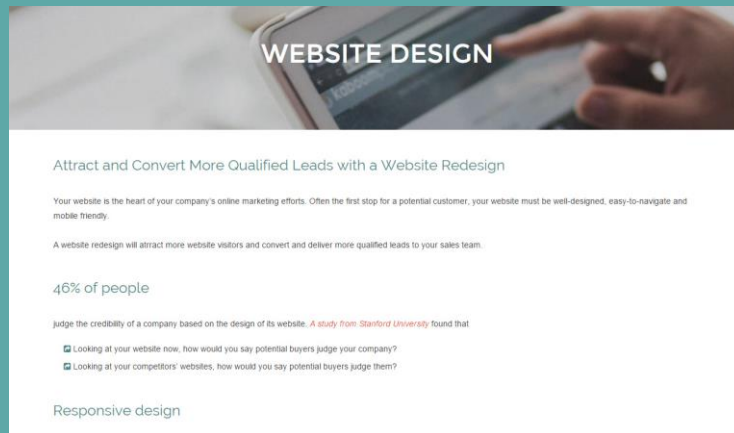 WEBSITE DESIGN
Attract and Convert More Qualified Leads with a Website Redesign
Your website is the heart of your company's online marketing efforts. Often the first stop for a potential customer, your website must be well-designed, easy-to-navigate and
mobile friendly.
A website redesign will atrract more website visitors and convert and deliver more qualified leads to your sales team.
46% of people
judge the credibility of a company based on the design of its website. A study from Stanford University found that
Looking at your website now, how would you say potential buyers judge your company?
Looking at your competitors' websites, how would you say potential buyers judge them?
Responsive design